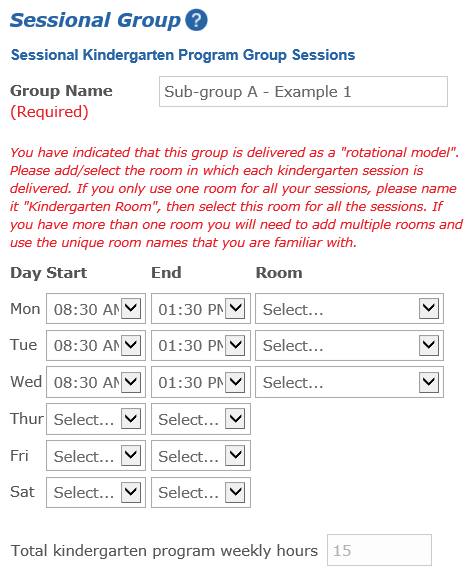 Sessional Group ?
Sessional Kindergarten Program Group Sessions
Group Name Sub-group A - Example 1
(Required)
You have indicated that this group is delivered as a "rotational model".
Please add/select the room in which each kindergarten session is
delivered. If you only use one room for all your sessions, please name
it "Kindergarten Room", then select this room for all the sessions. If
you have more than one room you will need to add multiple rooms and
use the unique room names that you are familiar with.
Day Start End Room
Mon 08:30 AM 01:30 PM Select...
Tue 08:30 AM 01:30 PM Select...
Wed 08:30 AM 01:30 PM Select...
Thur Select... Select...
Fri Select... Select...
Sat Select... Select...
Total kindergarten program weekly hours 15